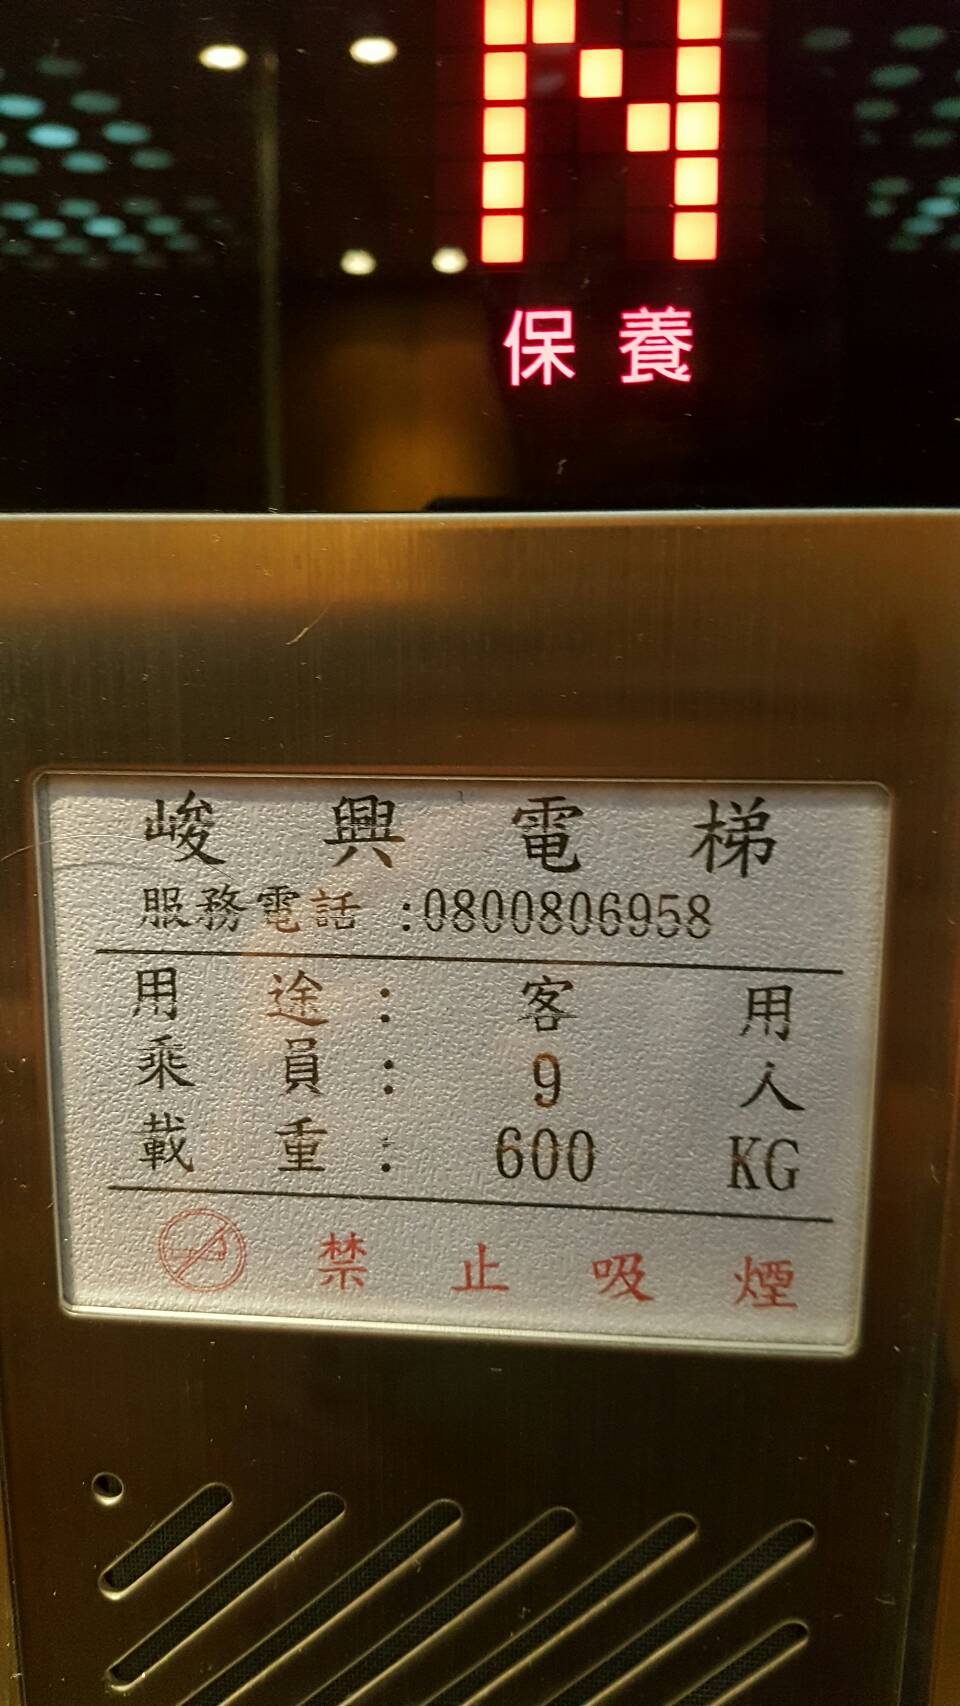 N
保養
峻興電梯
服務電話:0800806958
用途: 客用
乘員: 9人
載重: 600 KG
禁止吸煙